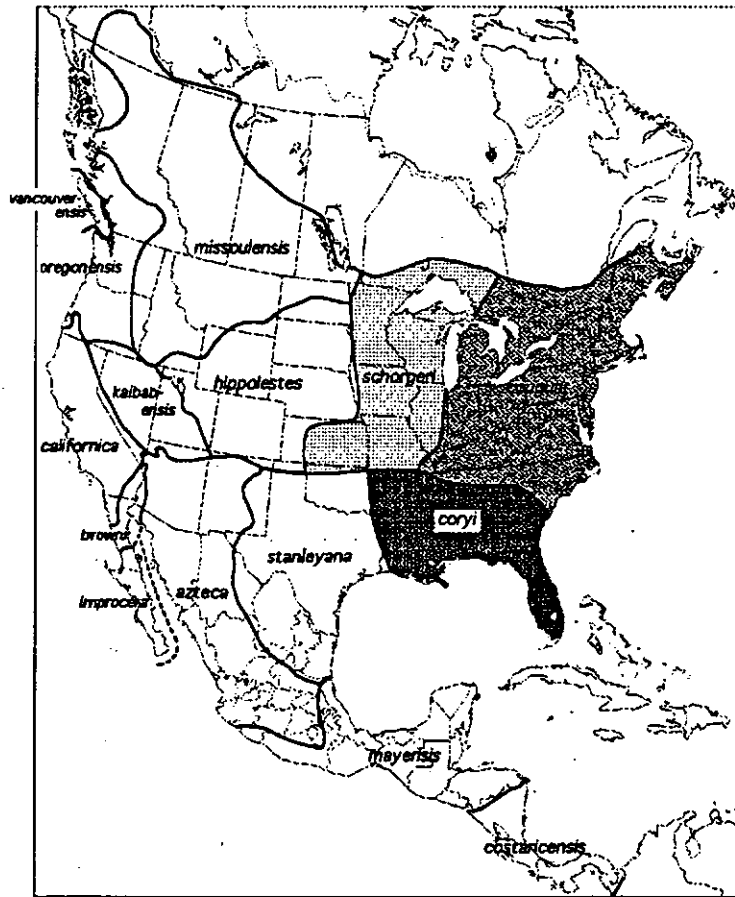 vancouver-
ensis
missoulensis
oregonensis
hippolestes
schorgeri
kaibab-
ensis
californica
coryi
browni
stanleyana
improcera
azteca
mayensis
costaricensis